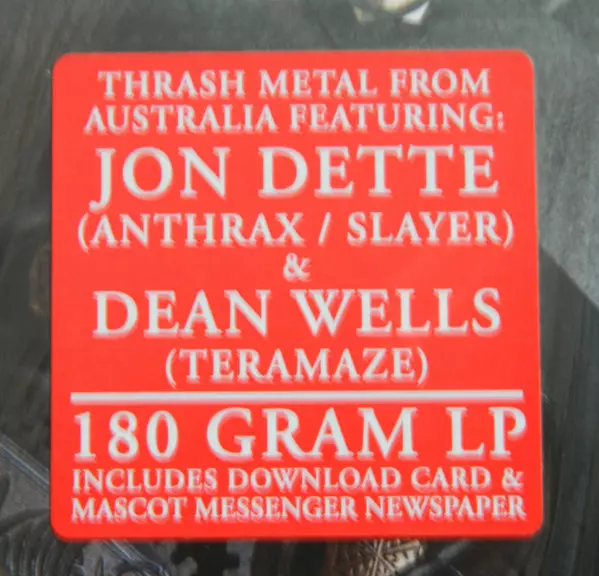 THRASH METAL FROM
AUSTRALIA FEATURING:
JON DETTE
(ANTHRAX / SLAYER)
&
DEAN WELLS
(TERAMAZE)
180 GRAM LP
INCLUDES DOWNLOAD CARD &
MASCOT MESSENGER NEWSPAPER